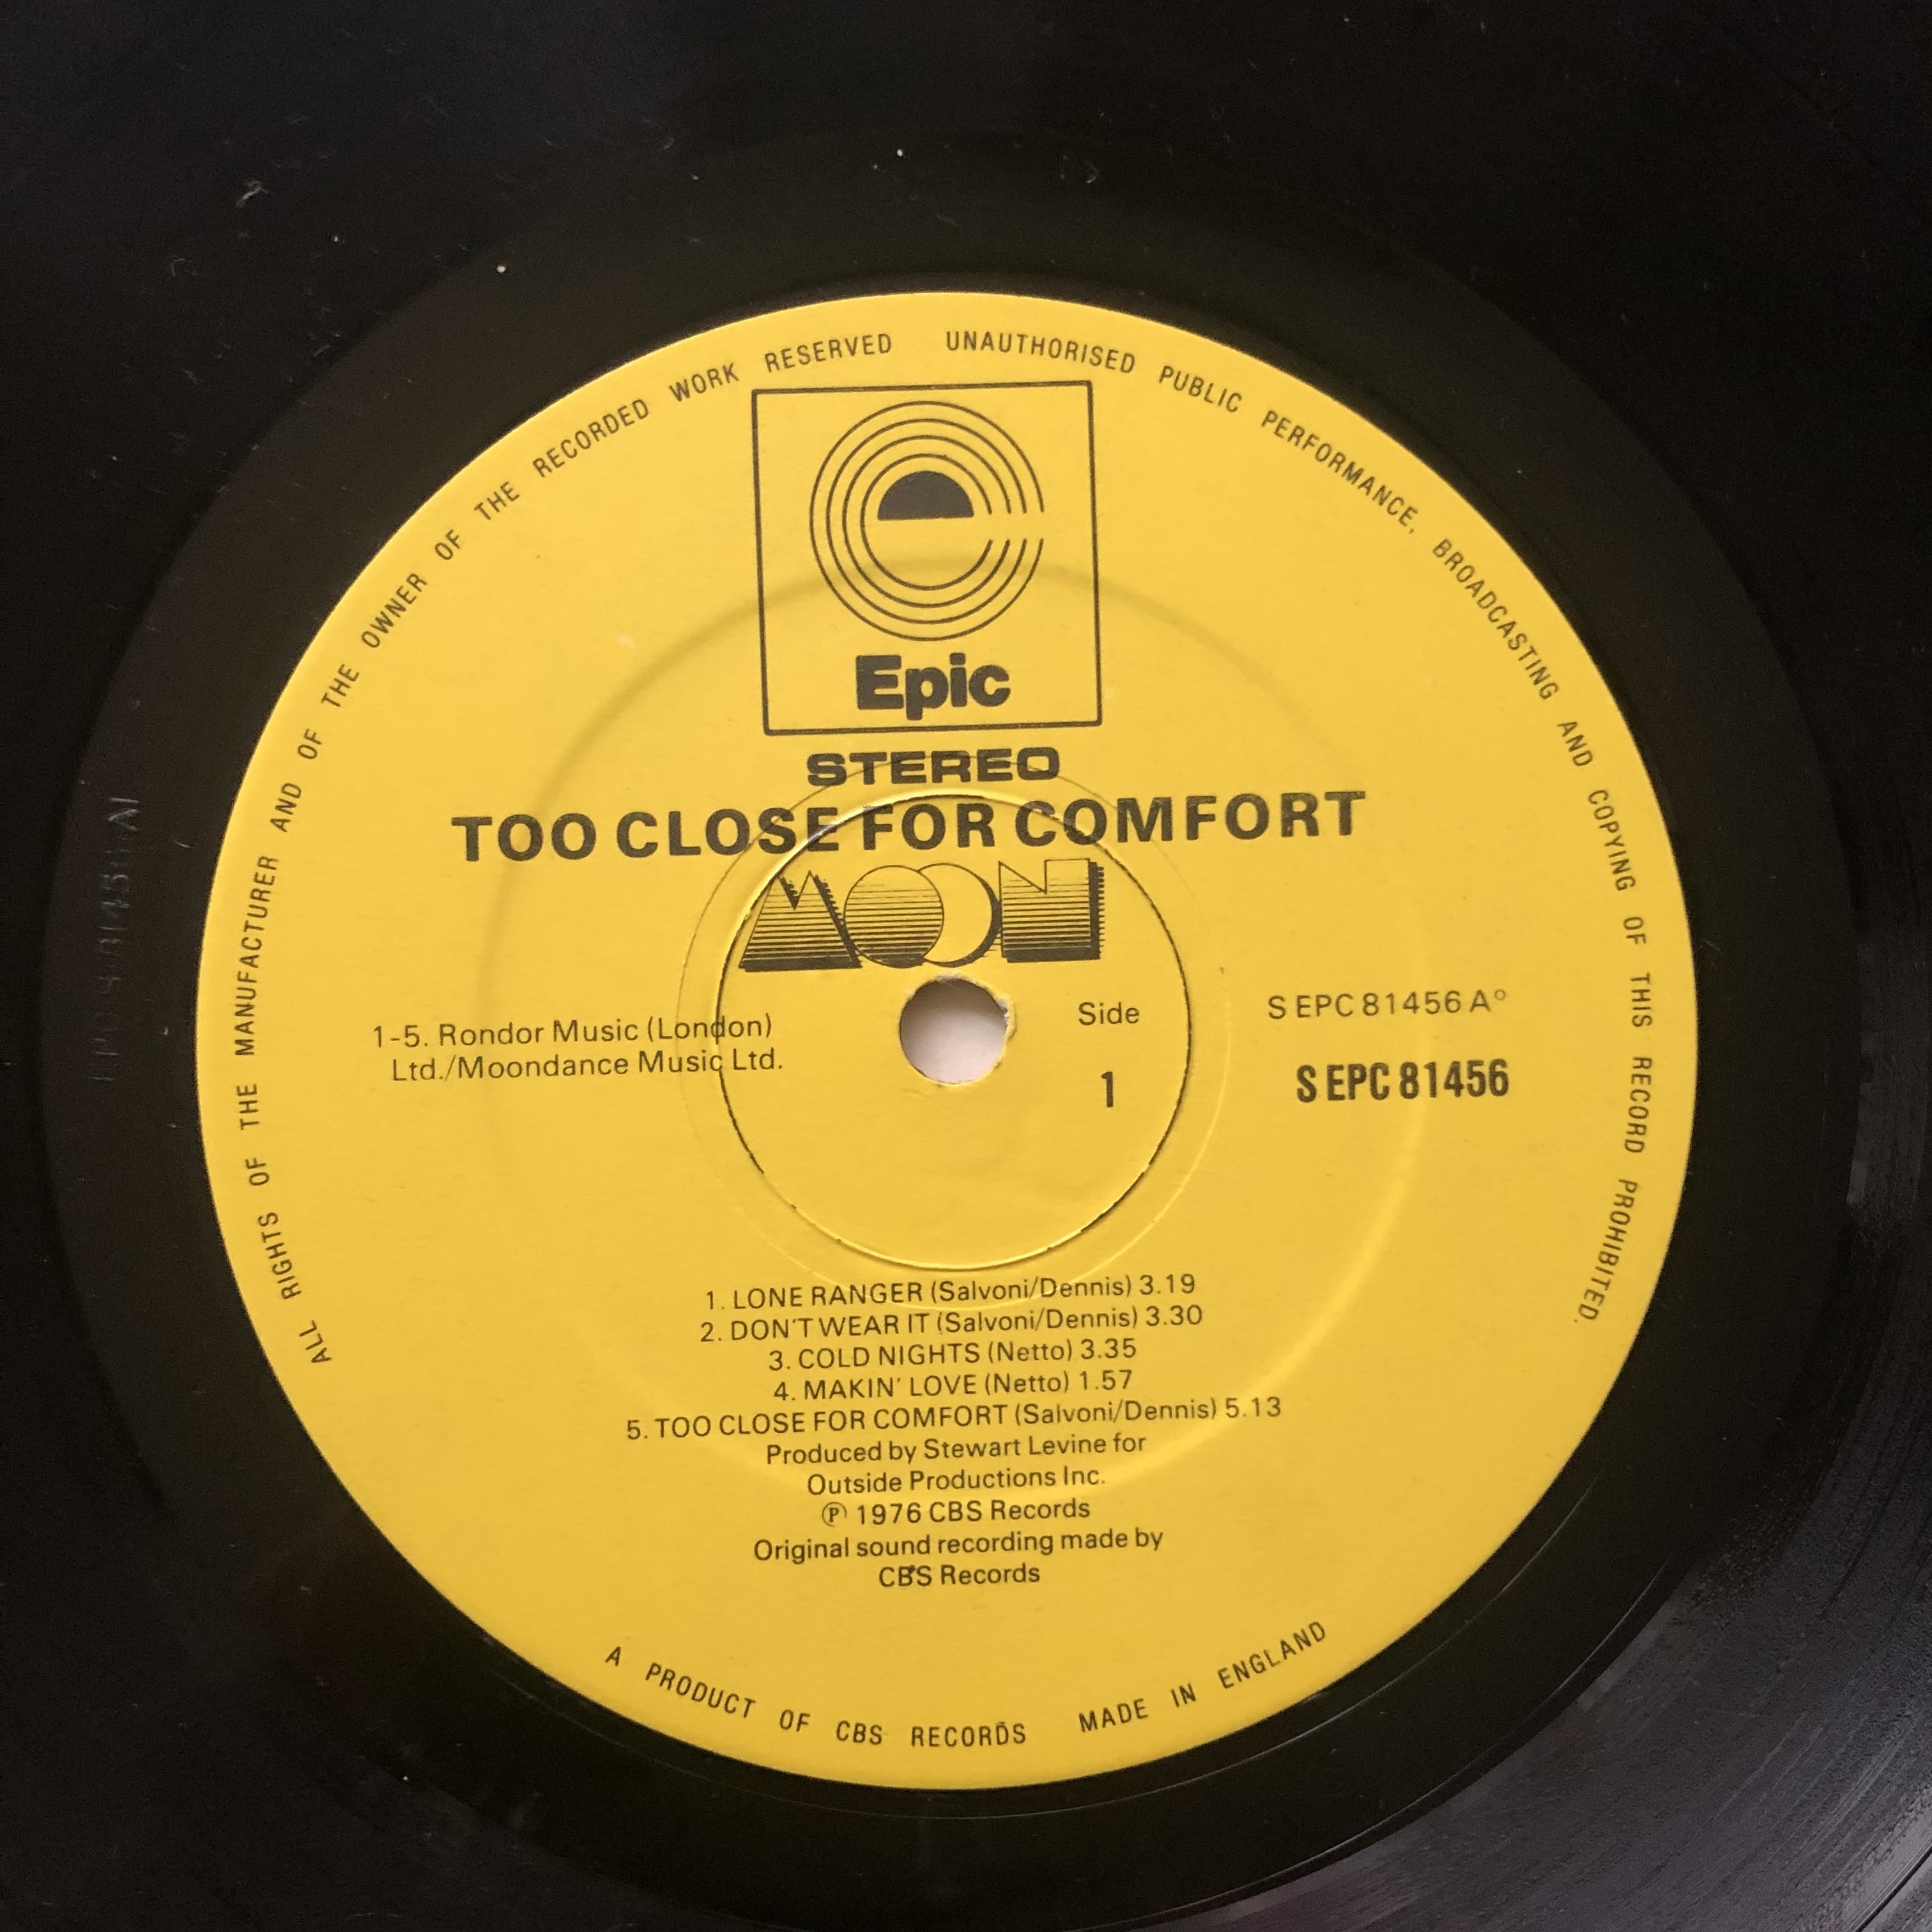 ALL RIGHTS OF THE MANUFACTURER AND OF THE OWNER OF THE RECORDED WORK RESERVED UNAUTHORISED PUBLIC PERFORMANCE, BROADCASTING AND COPYING OF THIS RECORD PROHIBITED.
Epic
STEREO
TOO CLOSE FOR COMFORT
MOON
1-5. Rondor Music (London)
Ltd./Moondance Music Ltd.
Side
1
S EPC 81456 A°
S EPC 81456
1. LONE RANGER (Salvoni/Dennis) 3.19
2. DON'T WEAR IT (Salvoni/Dennis) 3.30
3. COLD NIGHTS (Netto) 3.35
4. MAKIN' LOVE (Netto) 1.57
5. TOO CLOSE FOR COMFORT (Salvoni/Dennis) 5.13
Produced by Stewart Levine for
Outside Productions Inc.
℗ 1976 CBS Records
Original sound recording made by
CBS Records
A PRODUCT OF CBS RECORDS MADE IN ENGLAND